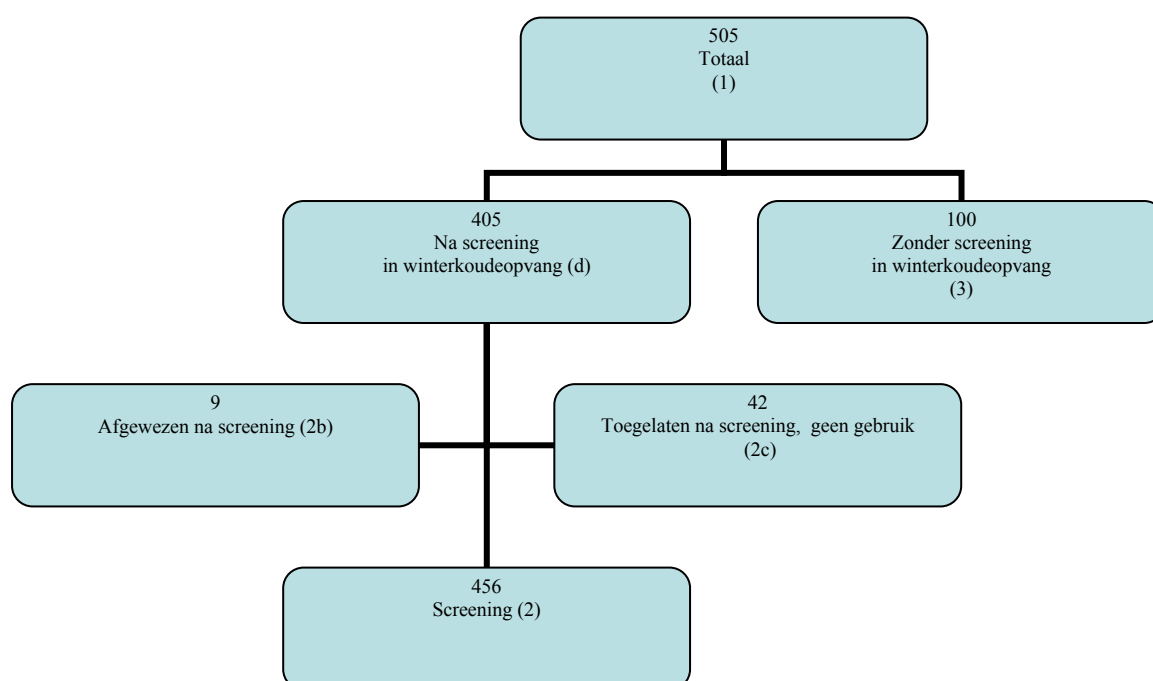 505
Totaal
(1)
405
Na screening
in winterkoudeopvang (d)
100
Zonder screening
in winterkoudeopvang
(3)
9
Afgewezen na screening (2b)
42
Toegelaten na screening, geen gebruik
(2c)
456
Screening (2)